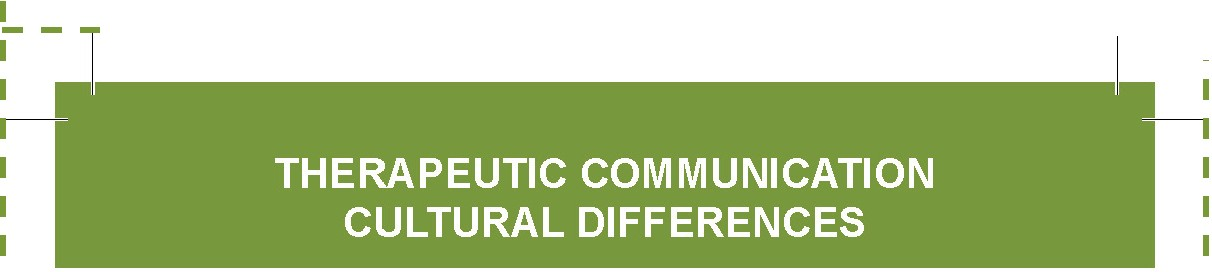 THERAPEUTIC COMMUNICATION
CULTURAL DIFFERENCES